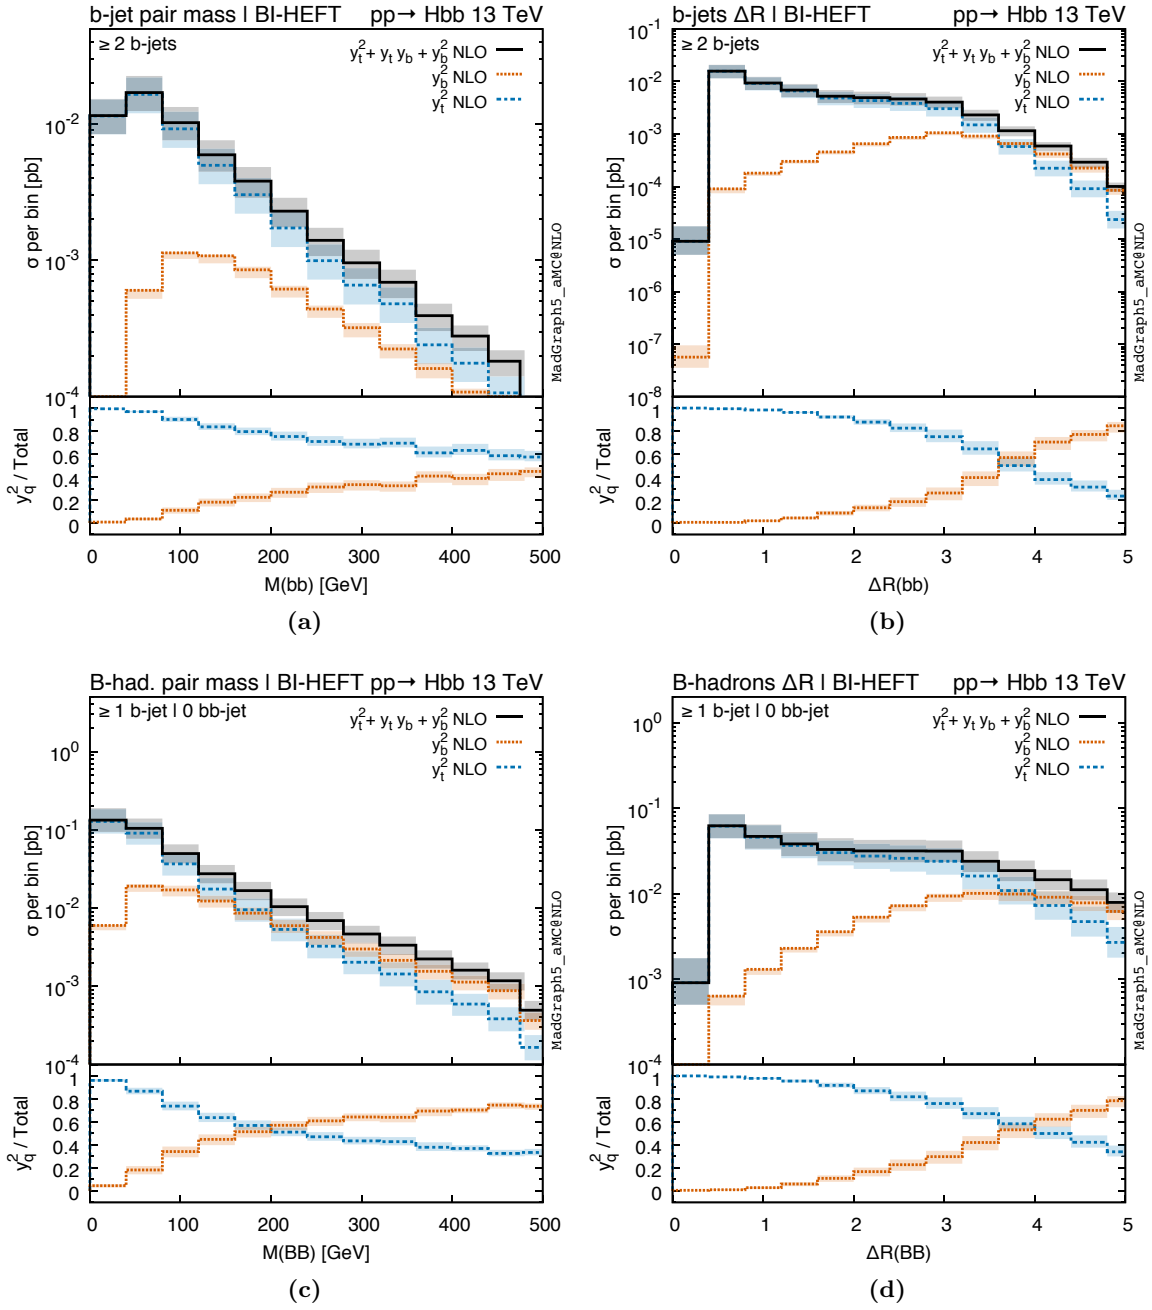 b-jet pair mass | BI-HEFT pp→ Hbb 13 TeV
≥ 2 b-jets
y_t^2 + y_t y_b + y_b^2 NLO
y_b^2 NLO
y_t^2 NLO
10^-2
10^-3
10^-4
σ per bin [pb]
MadGraph5_aMC@NLO
1
0.8
0.6
0.4
0.2
0
y_q^2 / Total
0 100 200 300 400 500
M(bb) [GeV]
(a)
b-jets ΔR | BI-HEFT pp→ Hbb 13 TeV
≥ 2 b-jets
y_t^2 + y_t y_b + y_b^2 NLO
y_b^2 NLO
y_t^2 NLO
10^-1
10^-2
10^-3
10^-4
10^-5
10^-6
10^-7
10^-8
σ per bin [pb]
MadGraph5_aMC@NLO
1
0.8
0.6
0.4
0.2
0
y_q^2 / Total
0 1 2 3 4 5
ΔR(bb)
(b)
B-had. pair mass | BI-HEFT pp→ Hbb 13 TeV
≥ 1 b-jet | 0 bb-jet
y_t^2 + y_t y_b + y_b^2 NLO
y_b^2 NLO
y_t^2 NLO
10^0
10^-1
10^-2
10^-3
10^-4
σ per bin [pb]
MadGraph5_aMC@NLO
1
0.8
0.6
0.4
0.2
0
y_q^2 / Total
0 100 200 300 400 500
M(BB) [GeV]
(c)
B-hadrons ΔR | BI-HEFT pp→ Hbb 13 TeV
≥ 1 b-jet | 0 bb-jet
y_t^2 + y_t y_b + y_b^2 NLO
y_b^2 NLO
y_t^2 NLO
10^0
10^-1
10^-2
10^-3
10^-4
σ per bin [pb]
MadGraph5_aMC@NLO
1
0.8
0.6
0.4
0.2
0
y_q^2 / Total
0 1 2 3 4 5
ΔR(BB)
(d)